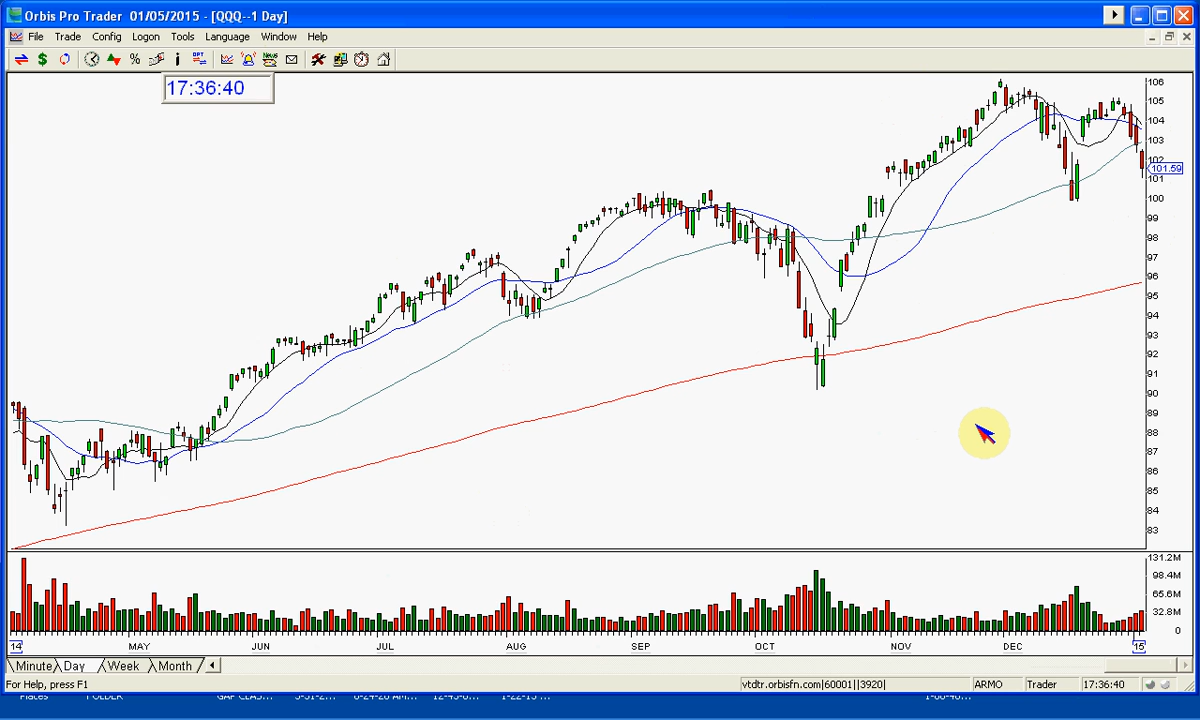 Orbis Pro Trader 01/05/2015 - [QQQ--1 Day]
File Trade Config Logon Tools Language Window Help
$ % i OPT News
17:36:40
106
105
104
103
102
101.59
101
100
99
98
97
96
95
94
93
92
91
90
89
88
87
86
85
84
83
131.2M
98.4M
65.6M
32.8M
0
14 MAY JUN JUL AUG SEP OCT NOV DEC 15
Minute Day Week Month
For Help, press F1 vtdtr.orbisfn.com|60001||3920| ARMO Trader 17:36:40